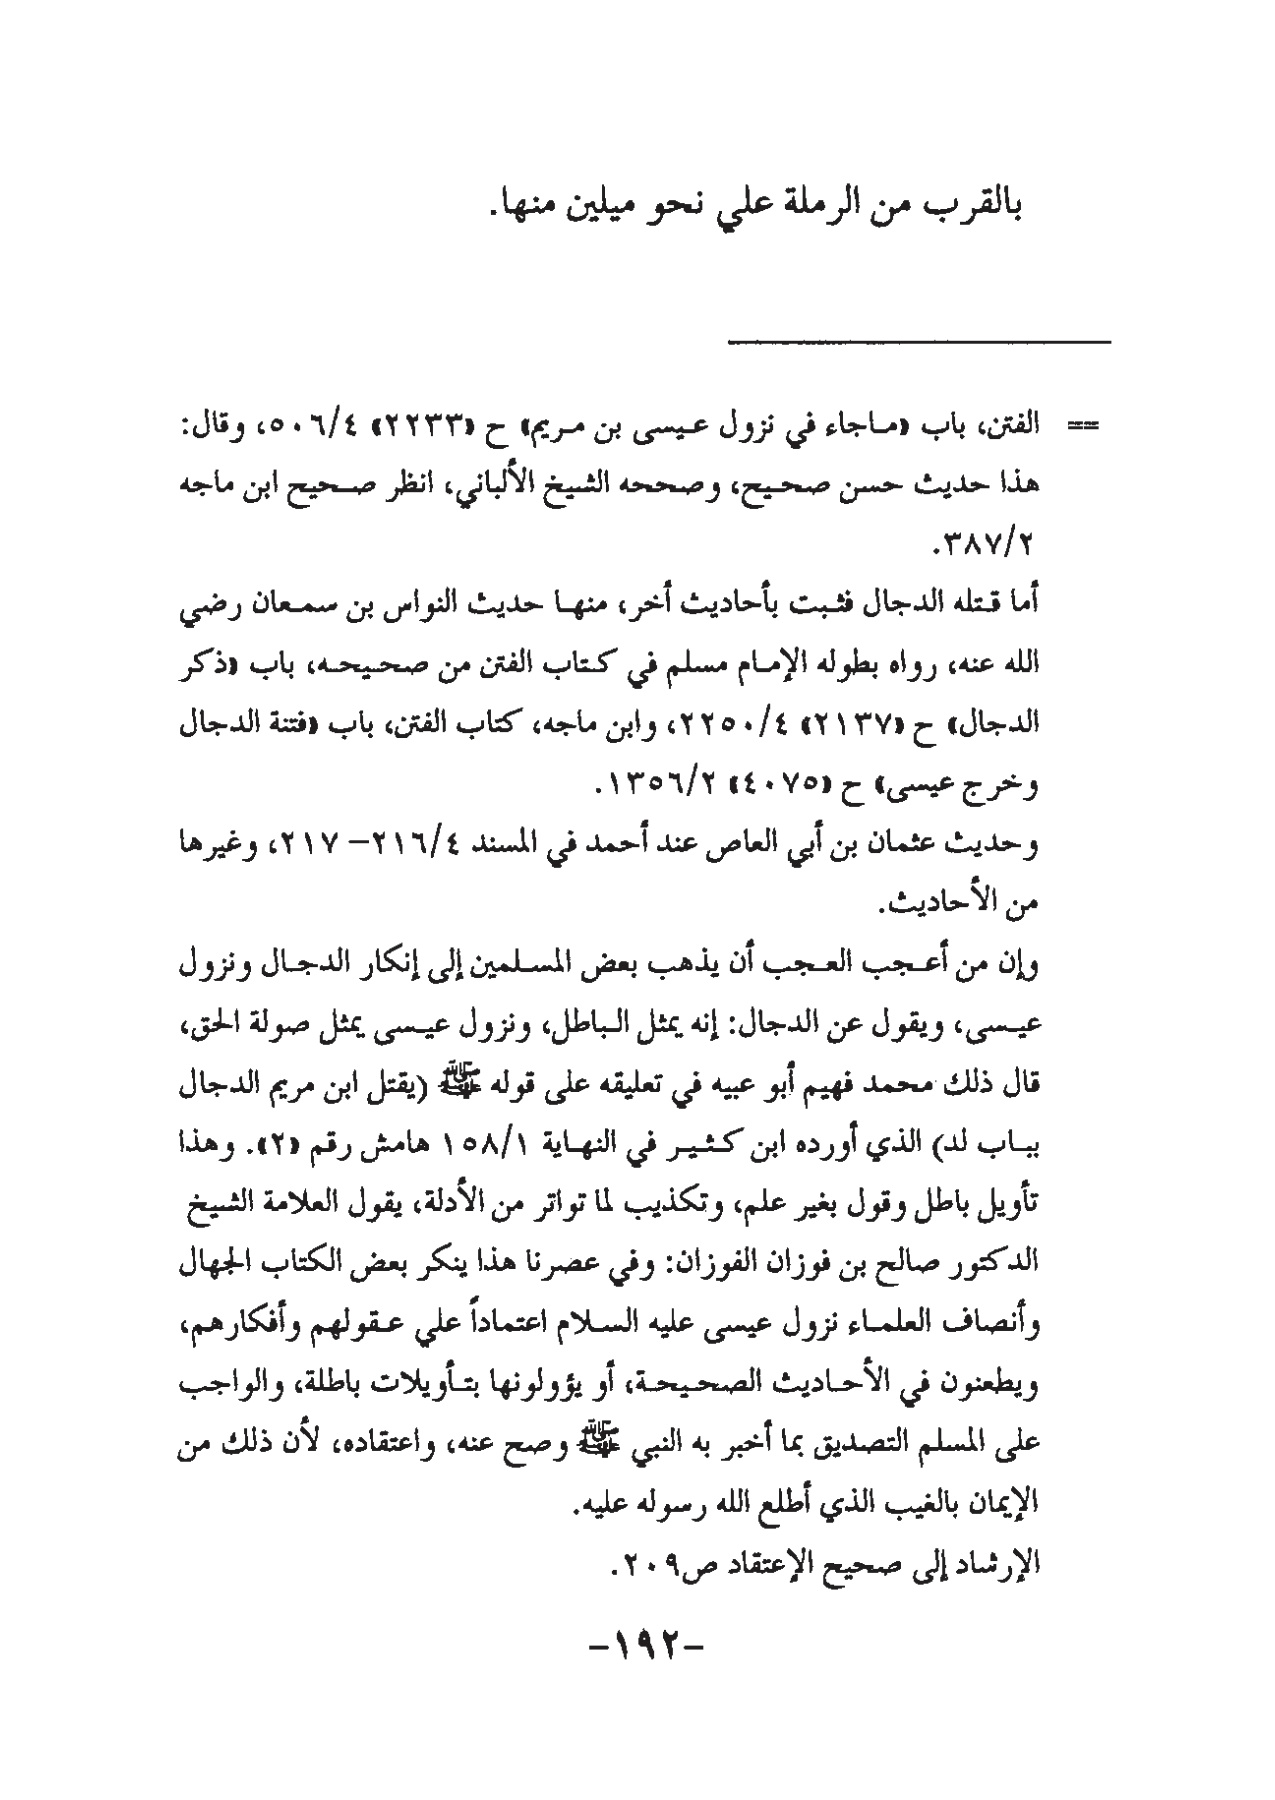 بالقرب من الرملة علي نحو ميلين منها.
== الفتن، باب «ماجاء في نزول عيسى بن مريم» ح «٢٢٣٣» ٥٠٦/٤، وقال:
هذا حديث حسن صحيح، وصححه الشيخ الألباني، انظر صحيح ابن ماجه
٣٨٧/٢.
أما قتله الدجال فثبت بأحاديث أخر، منها حديث النواس بن سمعان رضي
الله عنه، رواه بطوله الإمام مسلم في كتاب الفتن من صحيحه، باب «ذكر
الدجال» ح «٢١٣٧» ٢٢٥٠/٤، وابن ماجه، كتاب الفتن، باب «فتنة الدجال
وخرج عيسى» ح «٤٠٧٥» ١٣٥٦/٢.
وحديث عثمان بن أبي العاص عند أحمد في المسند ٢١٦/٤– ٢١٧، وغيرها
من الأحاديث.
وإن من أعجب العجب أن يذهب بعض المسلمين إلى إنكار الدجال ونزول
عيسى، ويقول عن الدجال: إنه يمثل الباطل، ونزول عيسى يمثل صولة الحق،
قال ذلك محمد فهيم أبو عبيه في تعليقه على قوله ﷺ (يقتل ابن مريم الدجال
بباب لد) الذي أورده ابن كثير في النهاية ١٥٨/١ هامش رقم «٢». وهذا
تأويل باطل وقول بغير علم، وتكذيب لما تواتر من الأدلة، يقول العلامة الشيخ
الدكتور صالح بن فوزان الفوزان: وفي عصرنا هذا ينكر بعض الكتاب الجهال
وأنصاف العلماء نزول عيسى عليه السلام اعتماداً علي عقولهم وأفكارهم،
ويطعنون في الأحاديث الصحيحة، أو يؤولونها بتأويلات باطلة، والواجب
على المسلم التصديق بما أخبر به النبي ﷺ وصح عنه، واعتقاده، لأن ذلك من
الإيمان بالغيب الذي أطلع الله رسوله عليه.
الإرشاد إلى صحيح الإعتقاد ص٢٠٩.
–١٩٢–